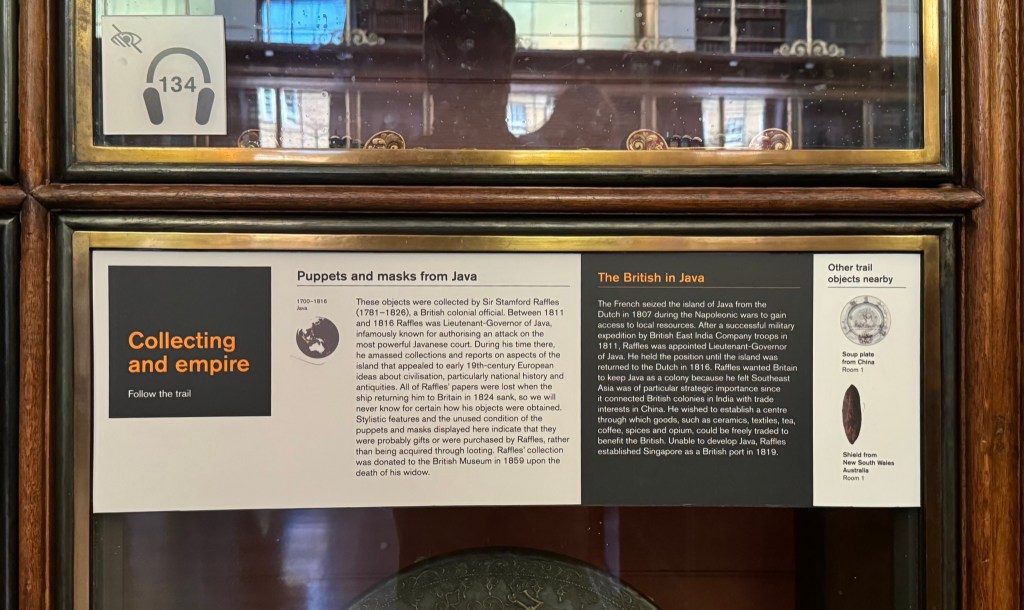 134
Collecting
and empire
Follow the trail
Puppets and masks from Java
1700–1816
Java
These objects were collected by Sir Stamford Raffles
(1781–1826), a British colonial official. Between 1811
and 1816 Raffles was Lieutenant-Governor of Java,
infamously known for authorising an attack on the
most powerful Javanese court. During his time there,
he amassed collections and reports on aspects of the
island that appealed to early 19th-century European
ideas about civilisation, particularly national history and
antiquities. All of Raffles' papers were lost when the
ship returning him to Britain in 1824 sank, so we will
never know for certain how his objects were obtained.
Stylistic features and the unused condition of the
puppets and masks displayed here indicate that they
were probably gifts or were purchased by Raffles, rather
than being acquired through looting. Raffles' collection
was donated to the British Museum in 1859 upon the
death of his widow.
The British in Java
The French seized the island of Java from the
Dutch in 1807 during the Napoleonic wars to gain
access to local resources. After a successful military
expedition by British East India Company troops in
1811, Raffles was appointed Lieutenant-Governor
of Java. He held the position until the island was
returned to the Dutch in 1816. Raffles wanted Britain
to keep Java as a colony because he felt Southeast
Asia was of particular strategic importance since
it connected British colonies in India with trade
interests in China. He wished to establish a centre
through which goods, such as ceramics, textiles, tea,
coffee, spices and opium, could be freely traded to
benefit the British. Unable to develop Java, Raffles
established Singapore as a British port in 1819.
Other trail
objects nearby
Soup plate
from China
Room 1
Shield from
New South Wales
Australia
Room 1